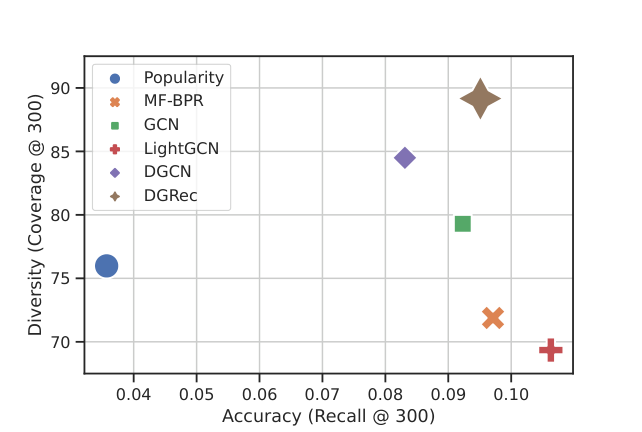 90
85
80
75
70
Diversity (Coverage @ 300)
Popularity
MF-BPR
GCN
LightGCN
DGCN
DGRec
0.04 0.05 0.06 0.07 0.08 0.09 0.10
Accuracy (Recall @ 300)